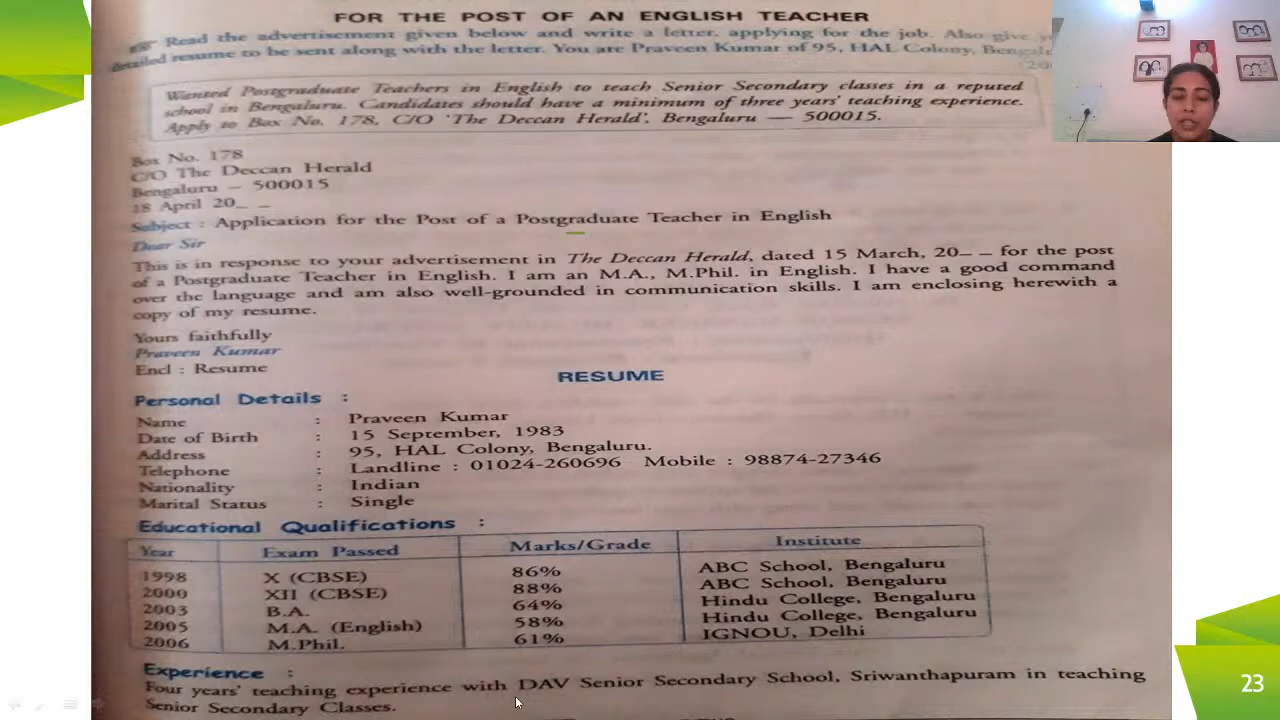 FOR THE POST OF AN ENGLISH TEACHER
Read the advertisement given below and write a letter, applying for the job. Also give
detailed resume to be sent along with the letter. You are Praveen Kumar of 95, HAL Colony,
Wanted Postgraduate Teachers in English to teach Senior Secondary classes in a reputed
school in Bengaluru. Candidates should have a minimum of three years' teaching experience.
Apply to Box No. 178, C/O 'The Deccan Herald', Bengaluru — 500015.
Box No. 178
C/O The Deccan Herald
Bengaluru – 500015
18 April 20_ _
Subject : Application for the Post of a Postgraduate Teacher in English
Dear Sir
This is in response to your advertisement in The Deccan Herald, dated 15 March, 20_ _ for the post
of a Postgraduate Teacher in English. I am an M.A., M.Phil. in English. I have a good command
over the language and am also well-grounded in communication skills. I am enclosing herewith a
copy of my resume.
Yours faithfully
Praveen Kumar
Encl : Resume
RESUME
Personal Details :
Name : Praveen Kumar
Date of Birth : 15 September, 1983
Address : 95, HAL Colony, Bengaluru.
Telephone : Landline : 01024-260696 Mobile : 98874-27346
Nationality : Indian
Marital Status : Single
Educational Qualifications :
Year Exam Passed Marks/Grade Institute
1998 X (CBSE) 86% ABC School, Bengaluru
2000 XII (CBSE) 88% ABC School, Bengaluru
2003 B.A. 64% Hindu College, Bengaluru
2005 M.A. (English) 58% Hindu College, Bengaluru
2006 M.Phil. 61% IGNOU, Delhi
Experience :
Four years' teaching experience with DAV Senior Secondary School, Sriwanthapuram in teaching
Senior Secondary Classes.
23